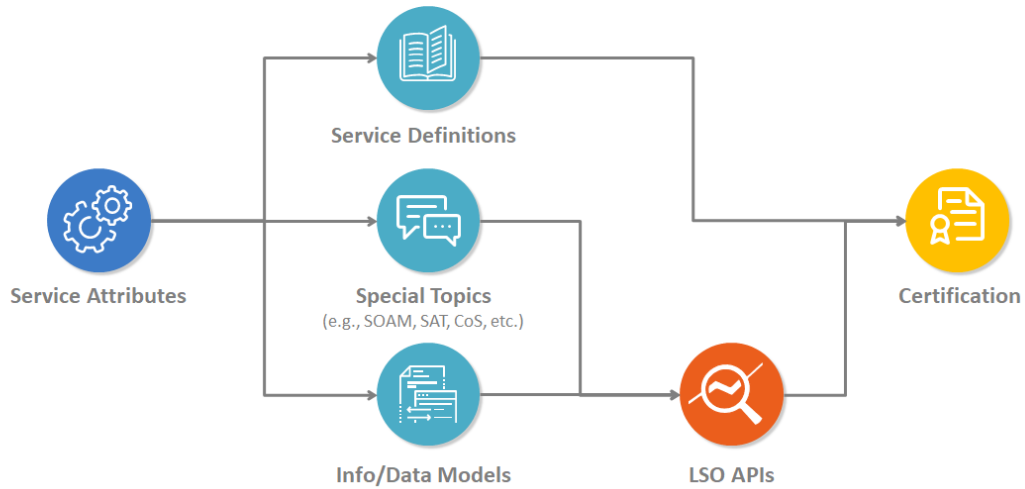 Service Definitions
Service Attributes
Special Topics
(e.g., SOAM, SAT, CoS, etc.)
Certification
Info/Data Models
LSO APIs